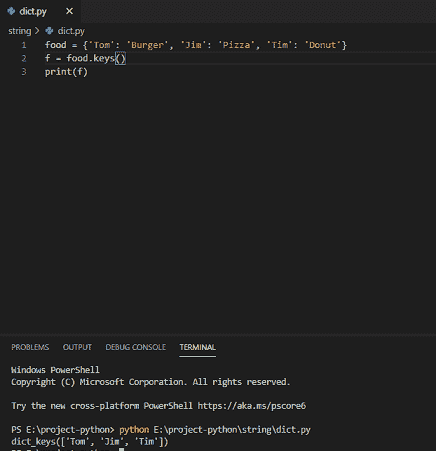 dict.py ×
string > dict.py
1 food = {'Tom': 'Burger', 'Jim': 'Pizza', 'Tim': 'Donut'}
2 f = food.keys()
3 print(f)
PROBLEMS OUTPUT DEBUG CONSOLE TERMINAL
Windows PowerShell
Copyright (C) Microsoft Corporation. All rights reserved.
Try the new cross-platform PowerShell https://aka.ms/pscore6
PS E:\project-python> python E:\project-python\string\dict.py
dict_keys(['Tom', 'Jim', 'Tim'])